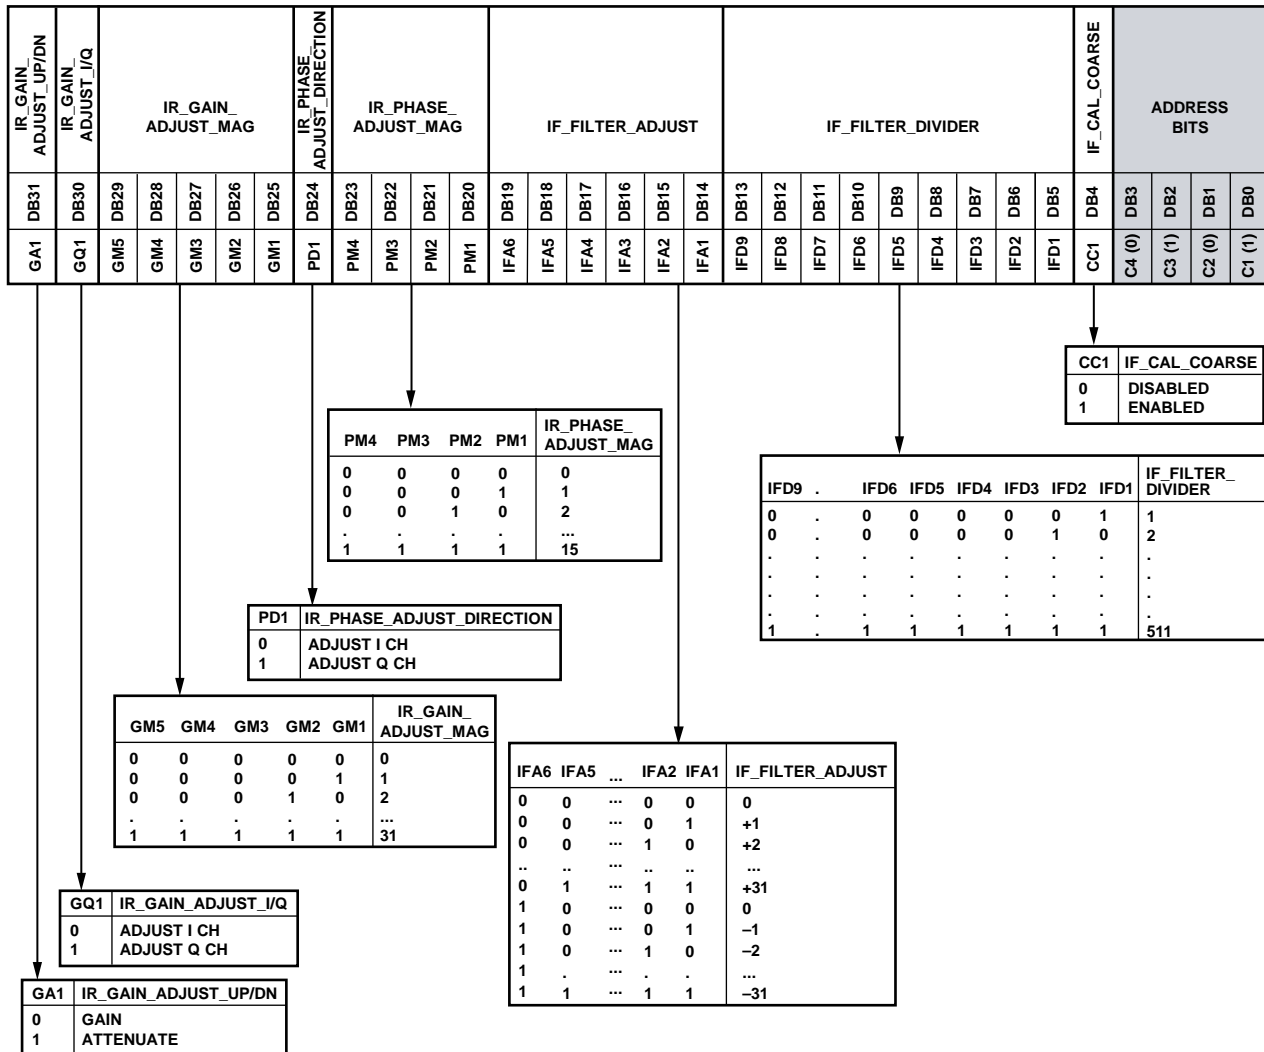 IR_GAIN_
ADJUST_UP/DN
IR_GAIN_
ADJUST_I/Q
IR_GAIN_
ADJUST_MAG
IR_PHASE_
ADJUST_DIRECTION
IR_PHASE_
ADJUST_MAG
IF_FILTER_ADJUST
IF_FILTER_DIVIDER
IF_CAL_COARSE
ADDRESS
BITS
DB31 DB30 DB29 DB28 DB27 DB26 DB25 DB24 DB23 DB22 DB21 DB20 DB19 DB18 DB17 DB16 DB15 DB14 DB13 DB12 DB11 DB10 DB9 DB8 DB7 DB6 DB5 DB4 DB3 DB2 DB1 DB0
GA1 GQ1 GM5 GM4 GM3 GM2 GM1 PD1 PM4 PM3 PM2 PM1 IFA6 IFA5 IFA4 IFA3 IFA2 IFA1 IFD9 IFD8 IFD7 IFD6 IFD5 IFD4 IFD3 IFD2 IFD1 CC1 C4 (0) C3 (1) C2 (0) C1 (1)
CC1 IF_CAL_COARSE
0 DISABLED
1 ENABLED
PM4 PM3 PM2 PM1 IR_PHASE_
ADJUST_MAG
0 0 0 0 0
0 0 0 1 1
0 0 1 0 2
. . . . ...
1 1 1 1 15
IFD9 . IFD6 IFD5 IFD4 IFD3 IFD2 IFD1 IF_FILTER_
DIVIDER
0 . 0 0 0 0 0 1 1
0 . 0 0 0 0 1 0 2
. . . . . . . . .
. . . . . . . . .
. . . . . . . . .
. . . . . . . . .
1 . 1 1 1 1 1 1 511
PD1 IR_PHASE_ADJUST_DIRECTION
0 ADJUST I CH
1 ADJUST Q CH
GM5 GM4 GM3 GM2 GM1 IR_GAIN_
ADJUST_MAG
0 0 0 0 0 0
0 0 0 0 1 1
0 0 0 1 0 2
. . . . . ...
1 1 1 1 1 31
IFA6 IFA5 ... IFA2 IFA1 IF_FILTER_ADJUST
0 0 ... 0 0 0
0 0 ... 0 1 +1
0 0 ... 1 0 +2
.. .. ... .. .. ...
0 1 ... 1 1 +31
1 0 ... 0 0 0
1 0 ... 0 1 –1
1 0 ... 1 0 –2
1 . ... . . ...
1 1 ... 1 1 –31
GQ1 IR_GAIN_ADJUST_I/Q
0 ADJUST I CH
1 ADJUST Q CH
GA1 IR_GAIN_ADJUST_UP/DN
0 GAIN
1 ATTENUATE